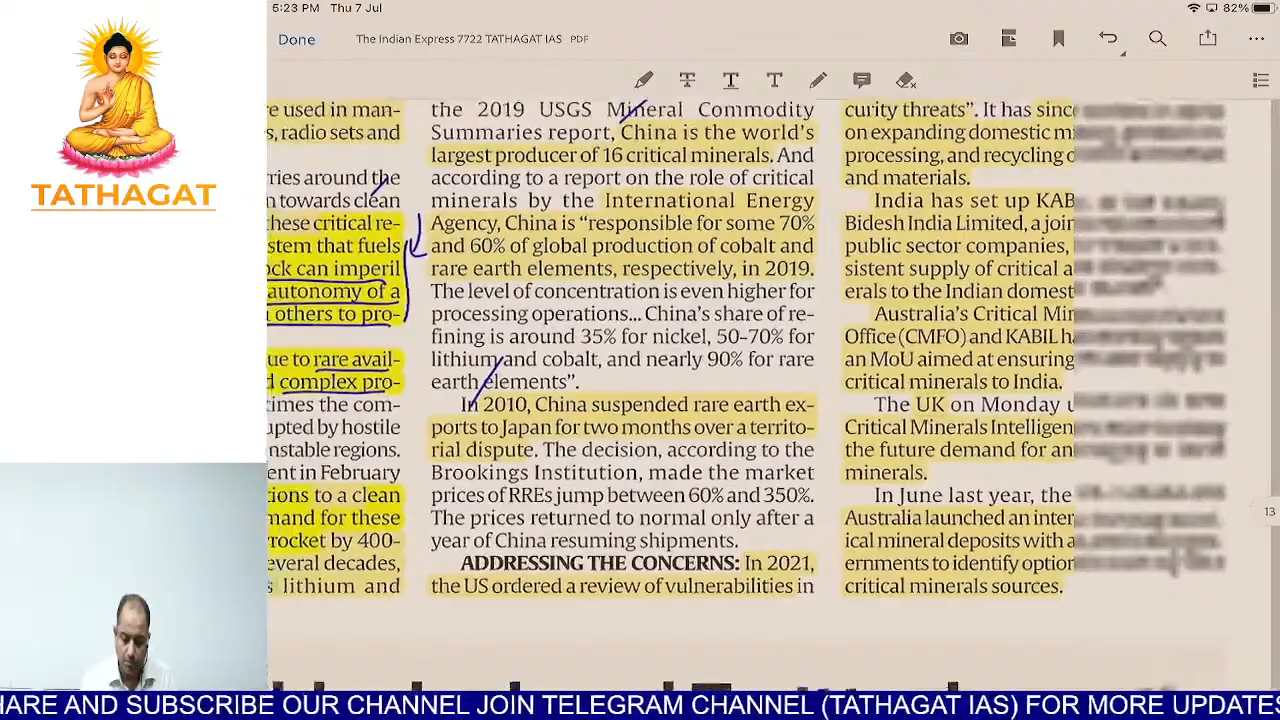 5:23 PM Thu 7 Jul
82%
Done
The Indian Express 7722 TATHAGAT IAS PDF
TATHAGAT
re used in man-
s, radio sets and
ries around the
n towards clean
hese critical re-
stem that fuels
ock can imperil
autonomy of a
others to pro-
ue to rare avail-
d complex pro-
times the com-
upted by hostile
nstable regions.
ent in February
tions to a clean
mand for these
rocket by 400-
everal decades,
s lithium and
the 2019 USGS Mineral Commodity
Summaries report, China is the world's
largest producer of 16 critical minerals. And
according to a report on the role of critical
minerals by the International Energy
Agency, China is “responsible for some 70%
and 60% of global production of cobalt and
rare earth elements, respectively, in 2019.
The level of concentration is even higher for
processing operations... China's share of re-
fining is around 35% for nickel, 50-70% for
lithium and cobalt, and nearly 90% for rare
earth elements”.
In 2010, China suspended rare earth ex-
ports to Japan for two months over a territo-
rial dispute. The decision, according to the
Brookings Institution, made the market
prices of RREs jump between 60% and 350%.
The prices returned to normal only after a
year of China resuming shipments.
ADDRESSING THE CONCERNS: In 2021,
the US ordered a review of vulnerabilities in
curity threats”. It has since
on expanding domestic mi
processing, and recycling o
and materials.
India has set up KAB
Bidesh India Limited, a join
public sector companies,
sistent supply of critical a
erals to the Indian domest
Australia's Critical Min
Office (CMFO) and KABIL ha
an MoU aimed at ensuring
critical minerals to India.
The UK on Monday u
Critical Minerals Intelligen
the future demand for an
minerals.
In June last year, the
Australia launched an inter
ical mineral deposits with a
ernments to identify option
critical minerals sources.
13
HARE AND SUBSCRIBE OUR CHANNEL JOIN TELEGRAM CHANNEL (TATHAGAT IAS) FOR MORE UPDATES